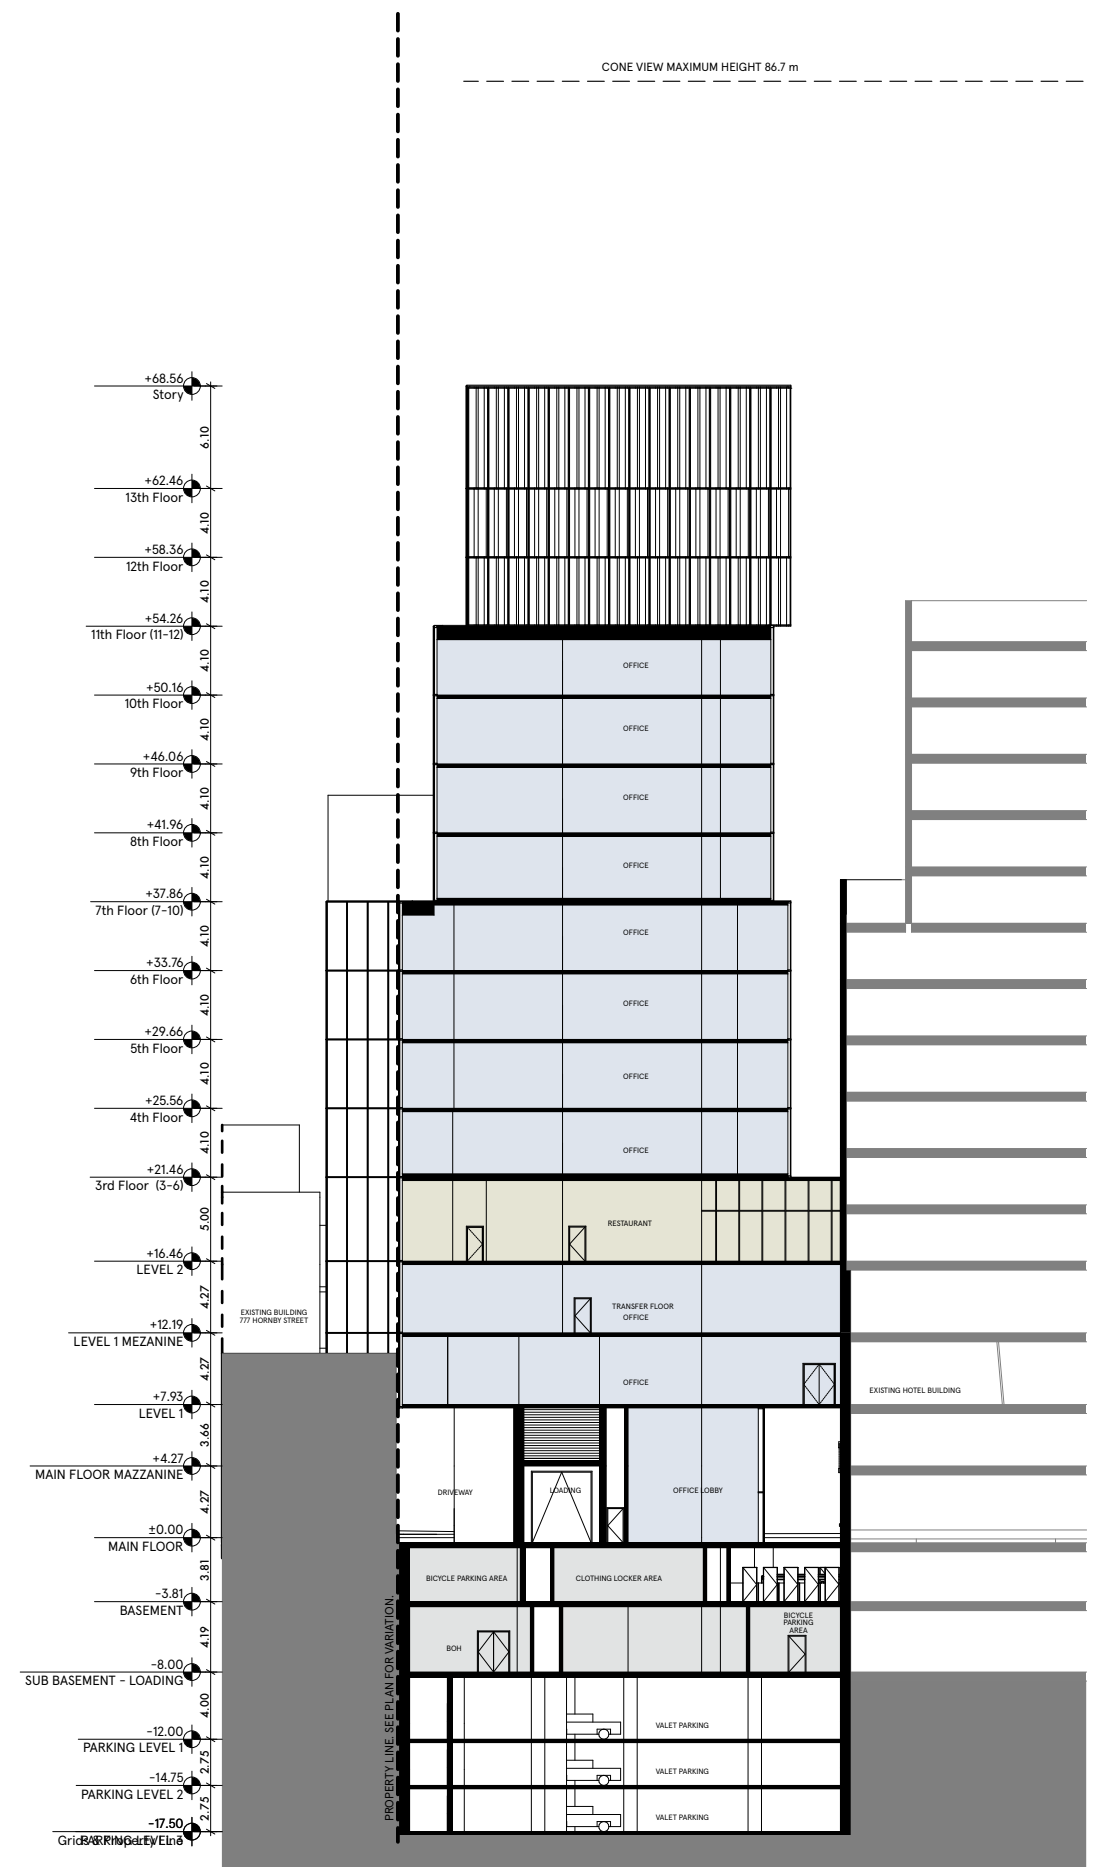 CONE VIEW MAXIMUM HEIGHT 86.7 m
+68.56
Story
6.10
+62.46
13th Floor
4.10
+58.36
12th Floor
4.10
+54.26
11th Floor (11-12)
4.10
OFFICE
+50.16
10th Floor
4.10
OFFICE
+46.06
9th Floor
4.10
OFFICE
+41.96
8th Floor
4.10
OFFICE
+37.86
7th Floor (7-10)
4.10
OFFICE
+33.76
6th Floor
4.10
OFFICE
+29.66
5th Floor
4.10
OFFICE
+25.56
4th Floor
4.10
OFFICE
+21.46
3rd Floor (3-6)
5.00
RESTAURANT
+16.46
LEVEL 2
4.27
TRANSFER FLOOR
OFFICE
EXISTING BUILDING
777 HORNBY STREET
+12.19
LEVEL 1 MEZANINE
4.27
OFFICE
EXISTING HOTEL BUILDING
+7.93
LEVEL 1
3.66
+4.27
MAIN FLOOR MAZZANINE
4.27
DRIVEWAY
LOADING
OFFICE LOBBY
±0.00
MAIN FLOOR
3.81
BICYCLE PARKING AREA
CLOTHING LOCKER AREA
-3.81
BASEMENT
4.19
BOH
BICYCLE
PARKING
AREA
-8.00
SUB BASEMENT - LOADING
4.00
PROPERTY LINE. SEE PLAN FOR VARIATION.
VALET PARKING
-12.00
PARKING LEVEL 1
2.75
VALET PARKING
-14.75
PARKING LEVEL 2
2.75
VALET PARKING
-17.50
PARKING LEVEL 3
Grids & Property Line